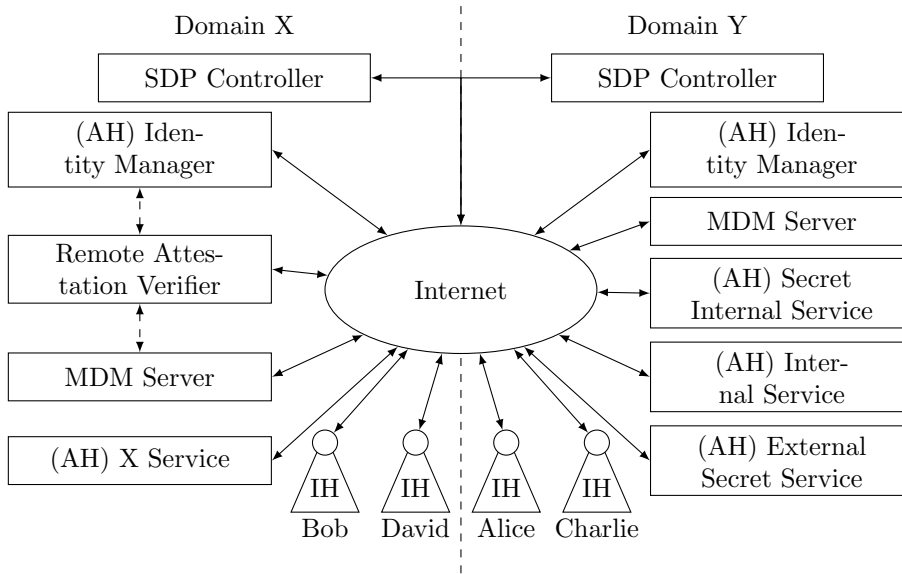 Domain X
Domain Y
SDP Controller
SDP Controller
(AH) Iden-
tity Manager
(AH) Iden-
tity Manager
MDM Server
Remote Attes-
tation Verifier
Internet
(AH) Secret
Internal Service
MDM Server
(AH) Inter-
nal Service
(AH) X Service
(AH) External
Secret Service
IH
IH
IH
IH
Bob
David
Alice
Charlie